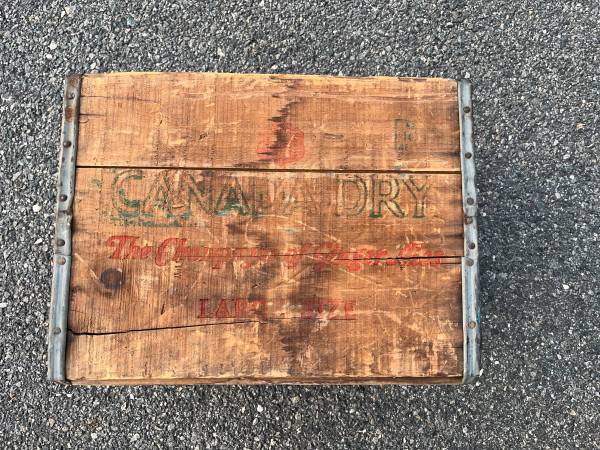 CANADA DRY
The Champagne of Ginger Ales
LARGE SIZE